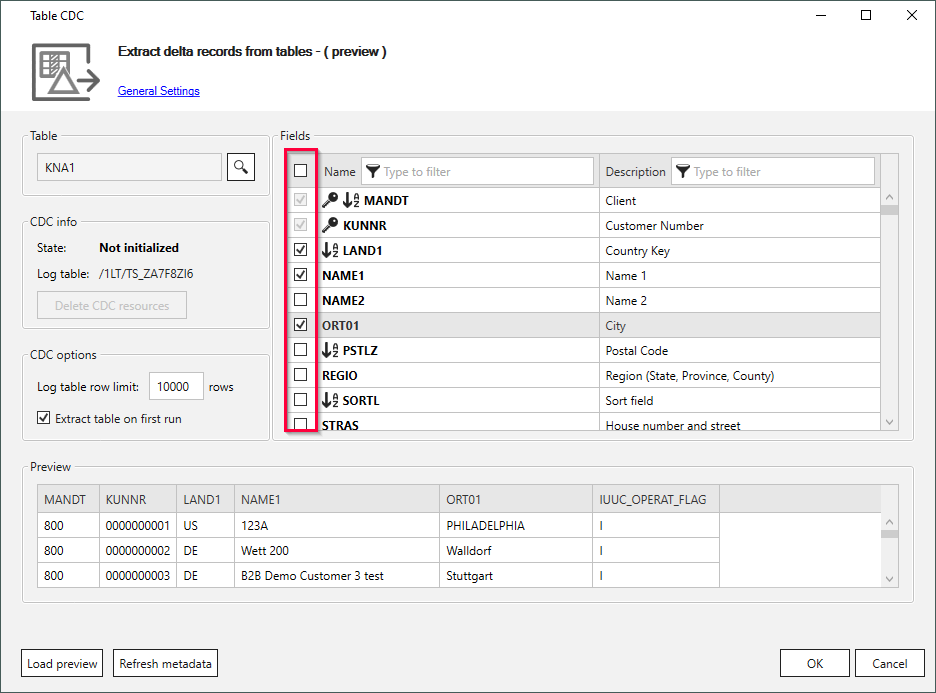 Table CDC
Extract delta records from tables - ( preview )
General Settings
Table
KNA1
CDC info
State: Not initialized
Log table: /1LT/TS_ZA7F8ZI6
Delete CDC resources
CDC options
Log table row limit: 10000 rows
Extract table on first run
Fields
Name Type to filter Description Type to filter
MANDT Client
KUNNR Customer Number
LAND1 Country Key
NAME1 Name 1
NAME2 Name 2
ORT01 City
PSTLZ Postal Code
REGIO Region (State, Province, County)
SORTL Sort field
STRAS House number and street
Preview
MANDT KUNNR LAND1 NAME1 ORT01 IUUC_OPERAT_FLAG
800 0000000001 US 123A PHILADELPHIA I
800 0000000002 DE Wett 200 Walldorf I
800 0000000003 DE B2B Demo Customer 3 test Stuttgart I
Load preview Refresh metadata OK Cancel